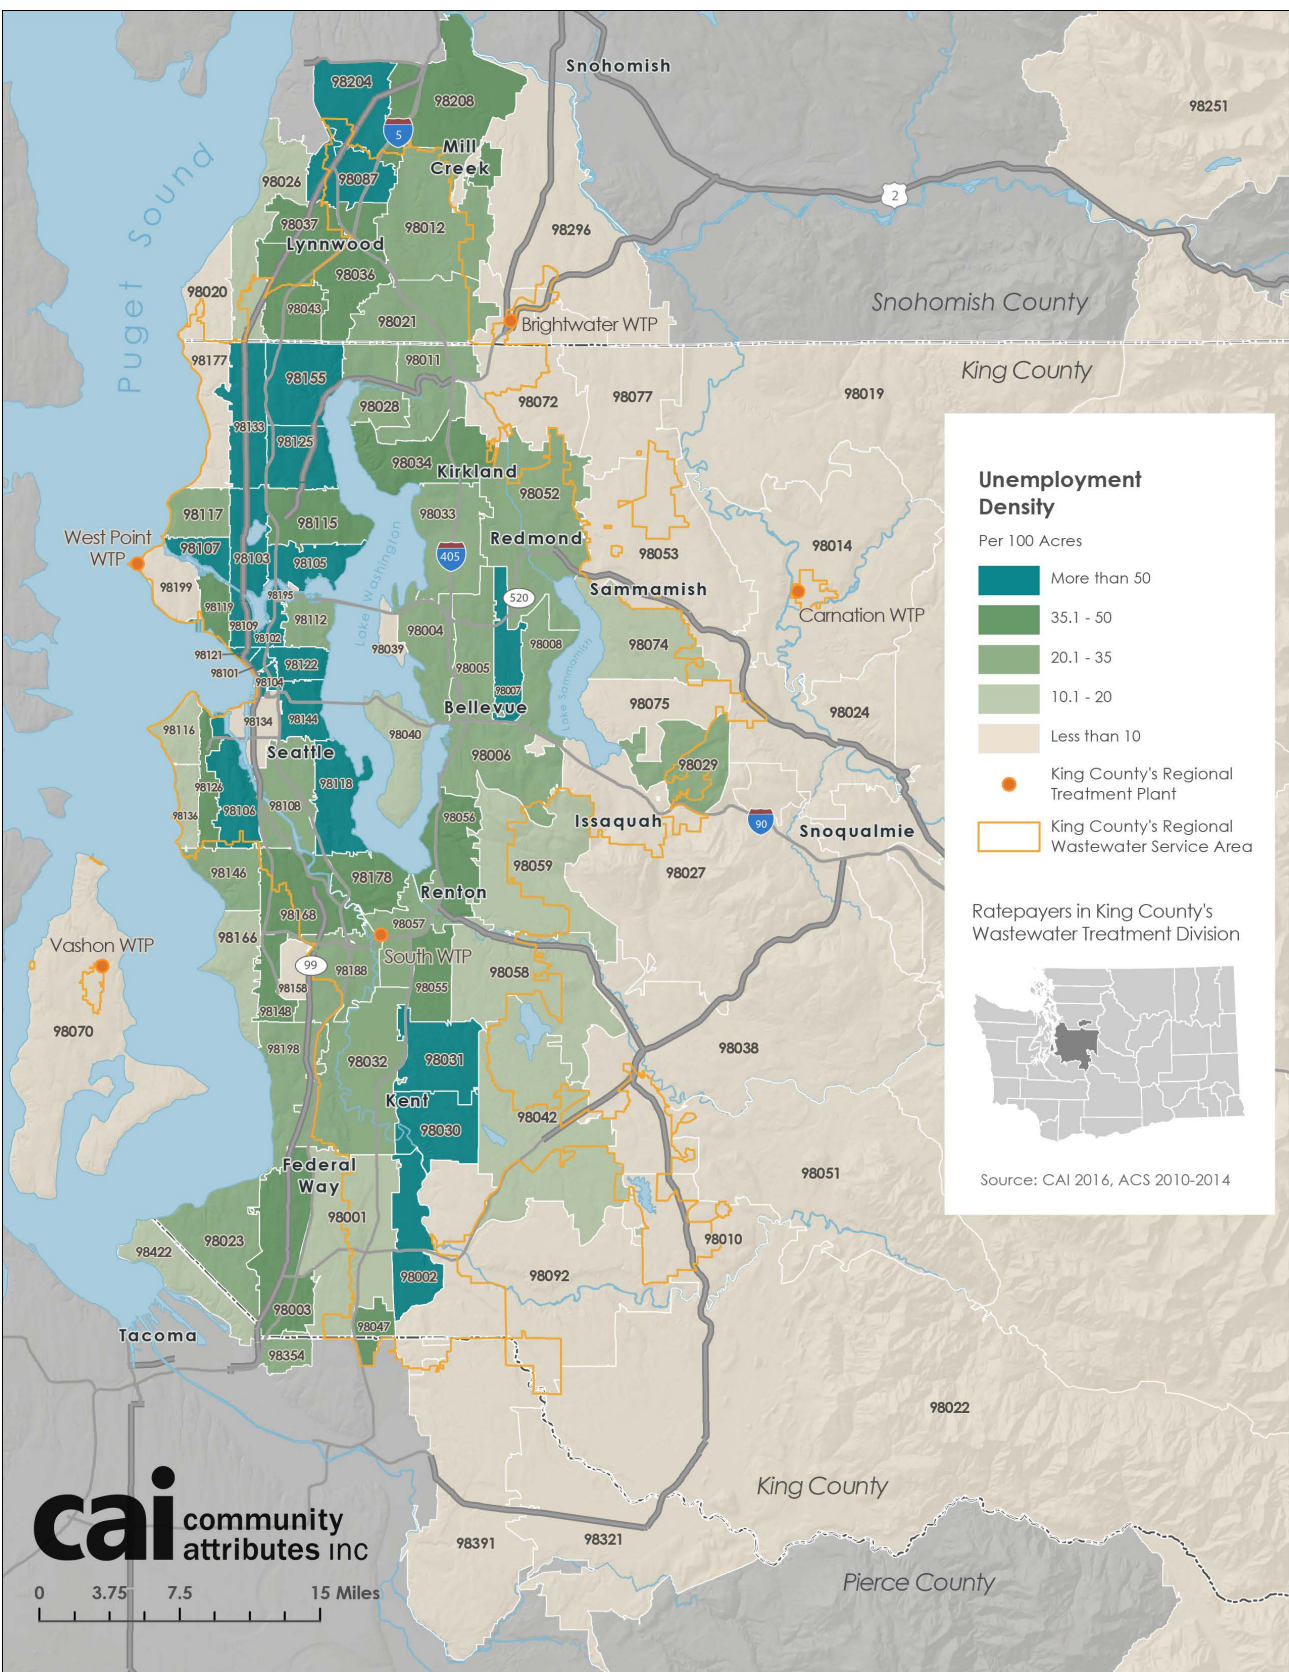 Snohomish
98251
98204
98208
5
Mill
Creek
2
98026
98087
98037
98012
98296
Lynnwood
98036
Puget Sound
98020
98043
98021
Brightwater WTP
Snohomish County
King County
98177
98155
98011
98028
98072
98077
98019
98133
98125
98034
Kirkland
98052
98117
98115
98033
Redmond
West Point
WTP
98107
98103
98105
405
98053
98014
Lake Washington
98199
98195
520
Sammamish
98119
98109
98112
98102
98004
98008
98074
Carnation WTP
98121
98101
98122
98039
98005
Lake Sammamish
98104
98007
98134
98144
Bellevue
98075
98024
98116
Seattle
98040
98006
98029
98126
98106
98108
98118
98136
98056
Issaquah
90
Snoqualmie
98146
98178
98059
98027
Renton
98168
98057
Vashon WTP
98166
South WTP
99
98188
98158
98055
98058
98148
98070
98198
98032
98031
98038
Kent
98030
98042
Federal
Way
98051
98001
98422
98023
98010
98002
98092
98003
98047
Tacoma
98354
98022
King County
98391
98321
Pierce County
Unemployment
Density
Per 100 Acres
More than 50
35.1 - 50
20.1 - 35
10.1 - 20
Less than 10
King County's Regional
Treatment Plant
King County's Regional
Wastewater Service Area
Ratepayers in King County's
Wastewater Treatment Division
Source: CAI 2016, ACS 2010-2014
cai community
attributes inc
0 3.75 7.5 15 Miles